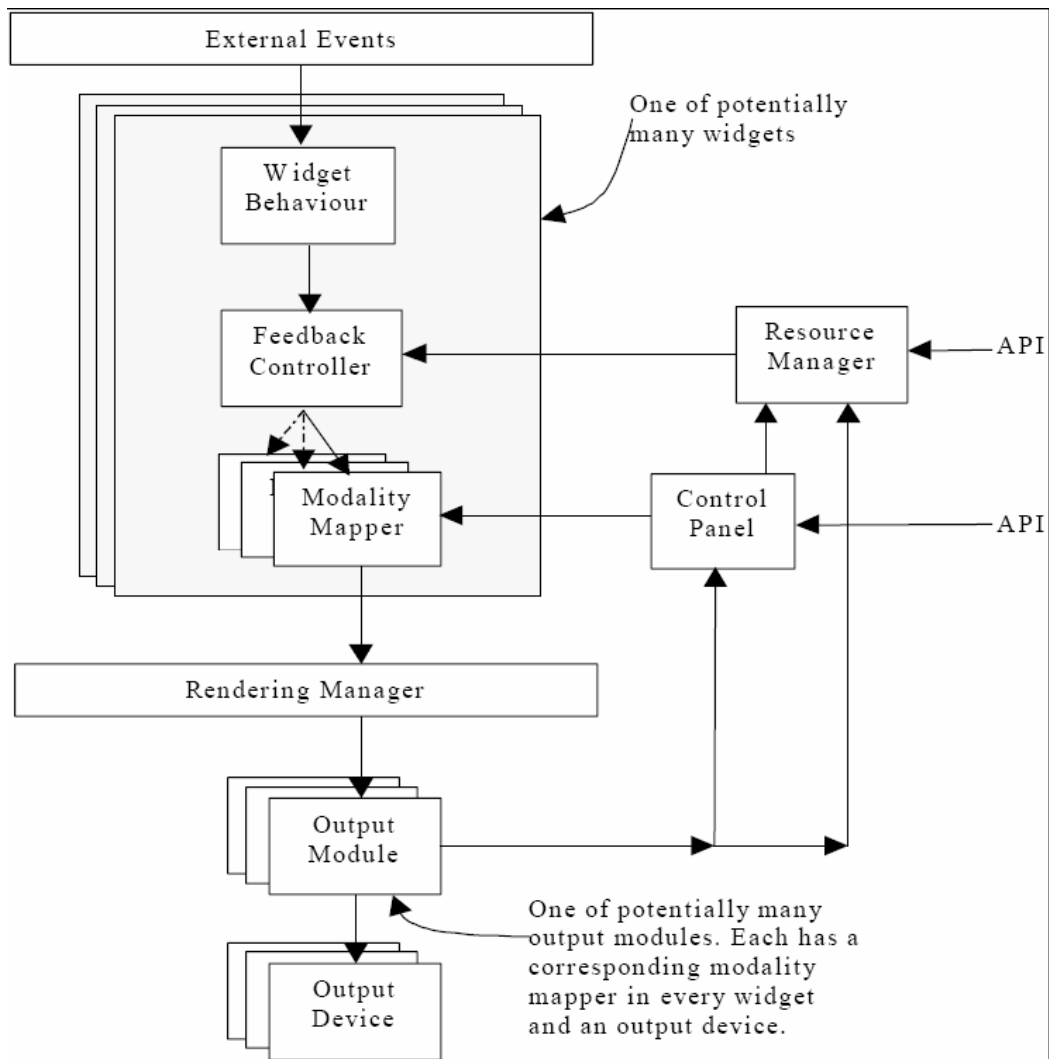 External Events
One of potentially
many widgets
Widget
Behaviour
Feedback
Controller
Resource
Manager
API
Modality
Mapper
Control
Panel
API
Rendering Manager
Output
Module
One of potentially many
output modules. Each has a
corresponding modality
mapper in every widget
and an output device.
Output
Device